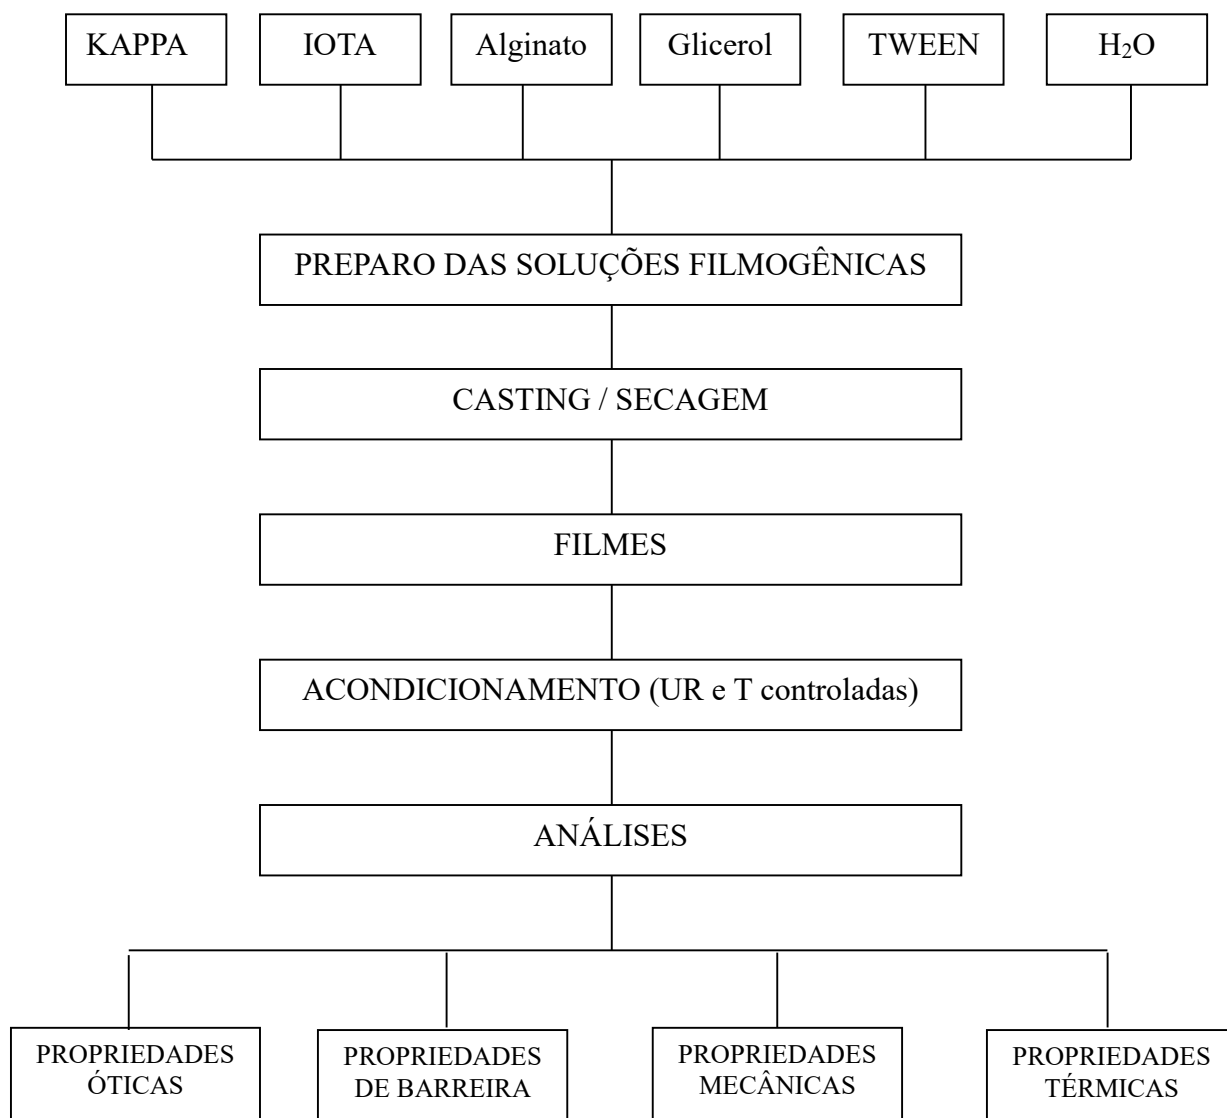 KAPPA
IOTA
Alginato
Glicerol
TWEEN
H₂O
PREPARO DAS SOLUÇÕES FILMOGÊNICAS
CASTING / SECAGEM
FILMES
ACONDICIONAMENTO (UR e T controladas)
ANÁLISES
PROPRIEDADES
ÓTICAS
PROPRIEDADES
DE BARREIRA
PROPRIEDADES
MECÂNICAS
PROPRIEDADES
TÉRMICAS